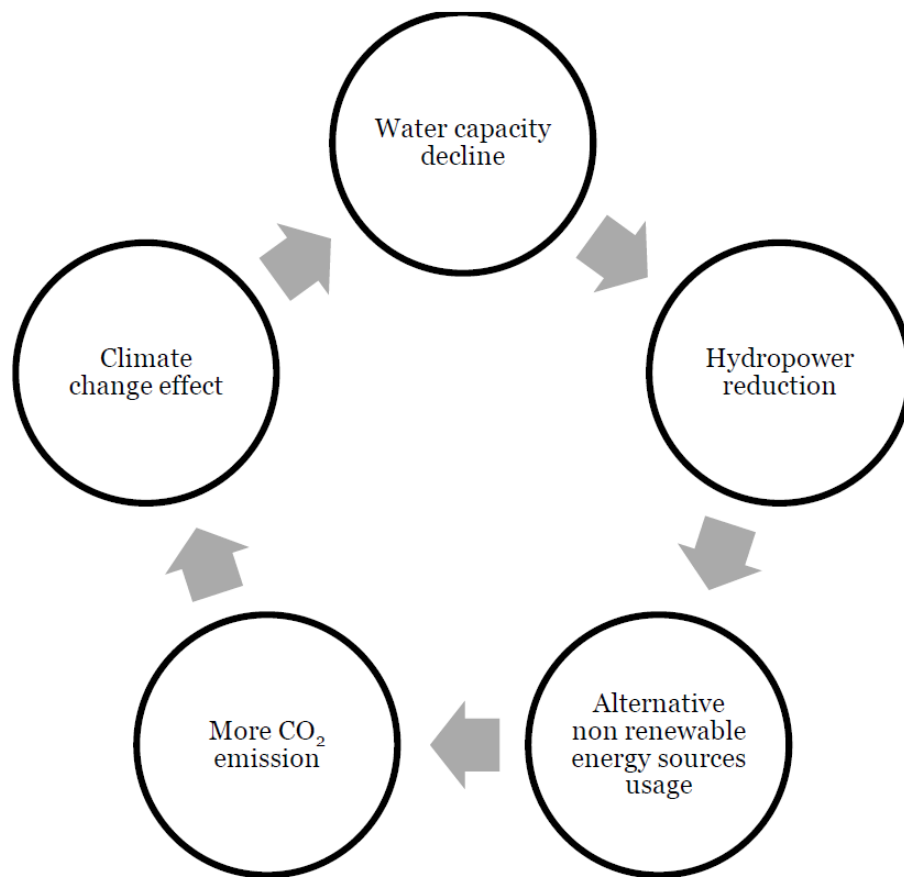 Water capacity
decline
Hydropower
reduction
Alternative
non renewable
energy sources
usage
More CO₂
emission
Climate
change effect